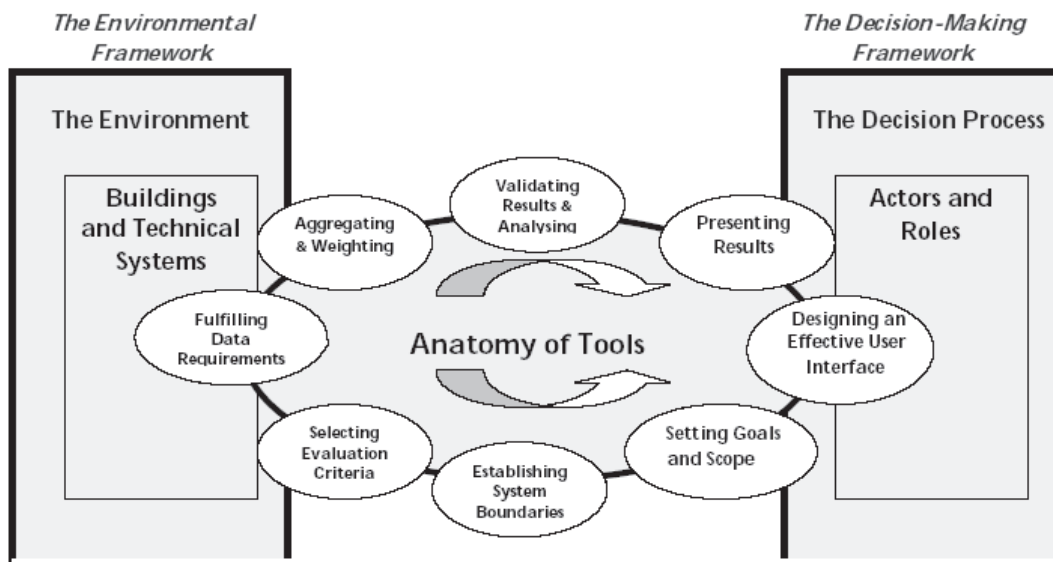 The Environmental
Framework
The Decision-Making
Framework
The Environment
The Decision Process
Buildings
and Technical
Systems
Actors and
Roles
Aggregating
& Weighting
Validating
Results &
Analysing
Presenting
Results
Fulfilling
Data
Requirements
Anatomy of Tools
Designing an
Effective User
Interface
Selecting
Evaluation
Criteria
Establishing
System
Boundaries
Setting Goals
and Scope